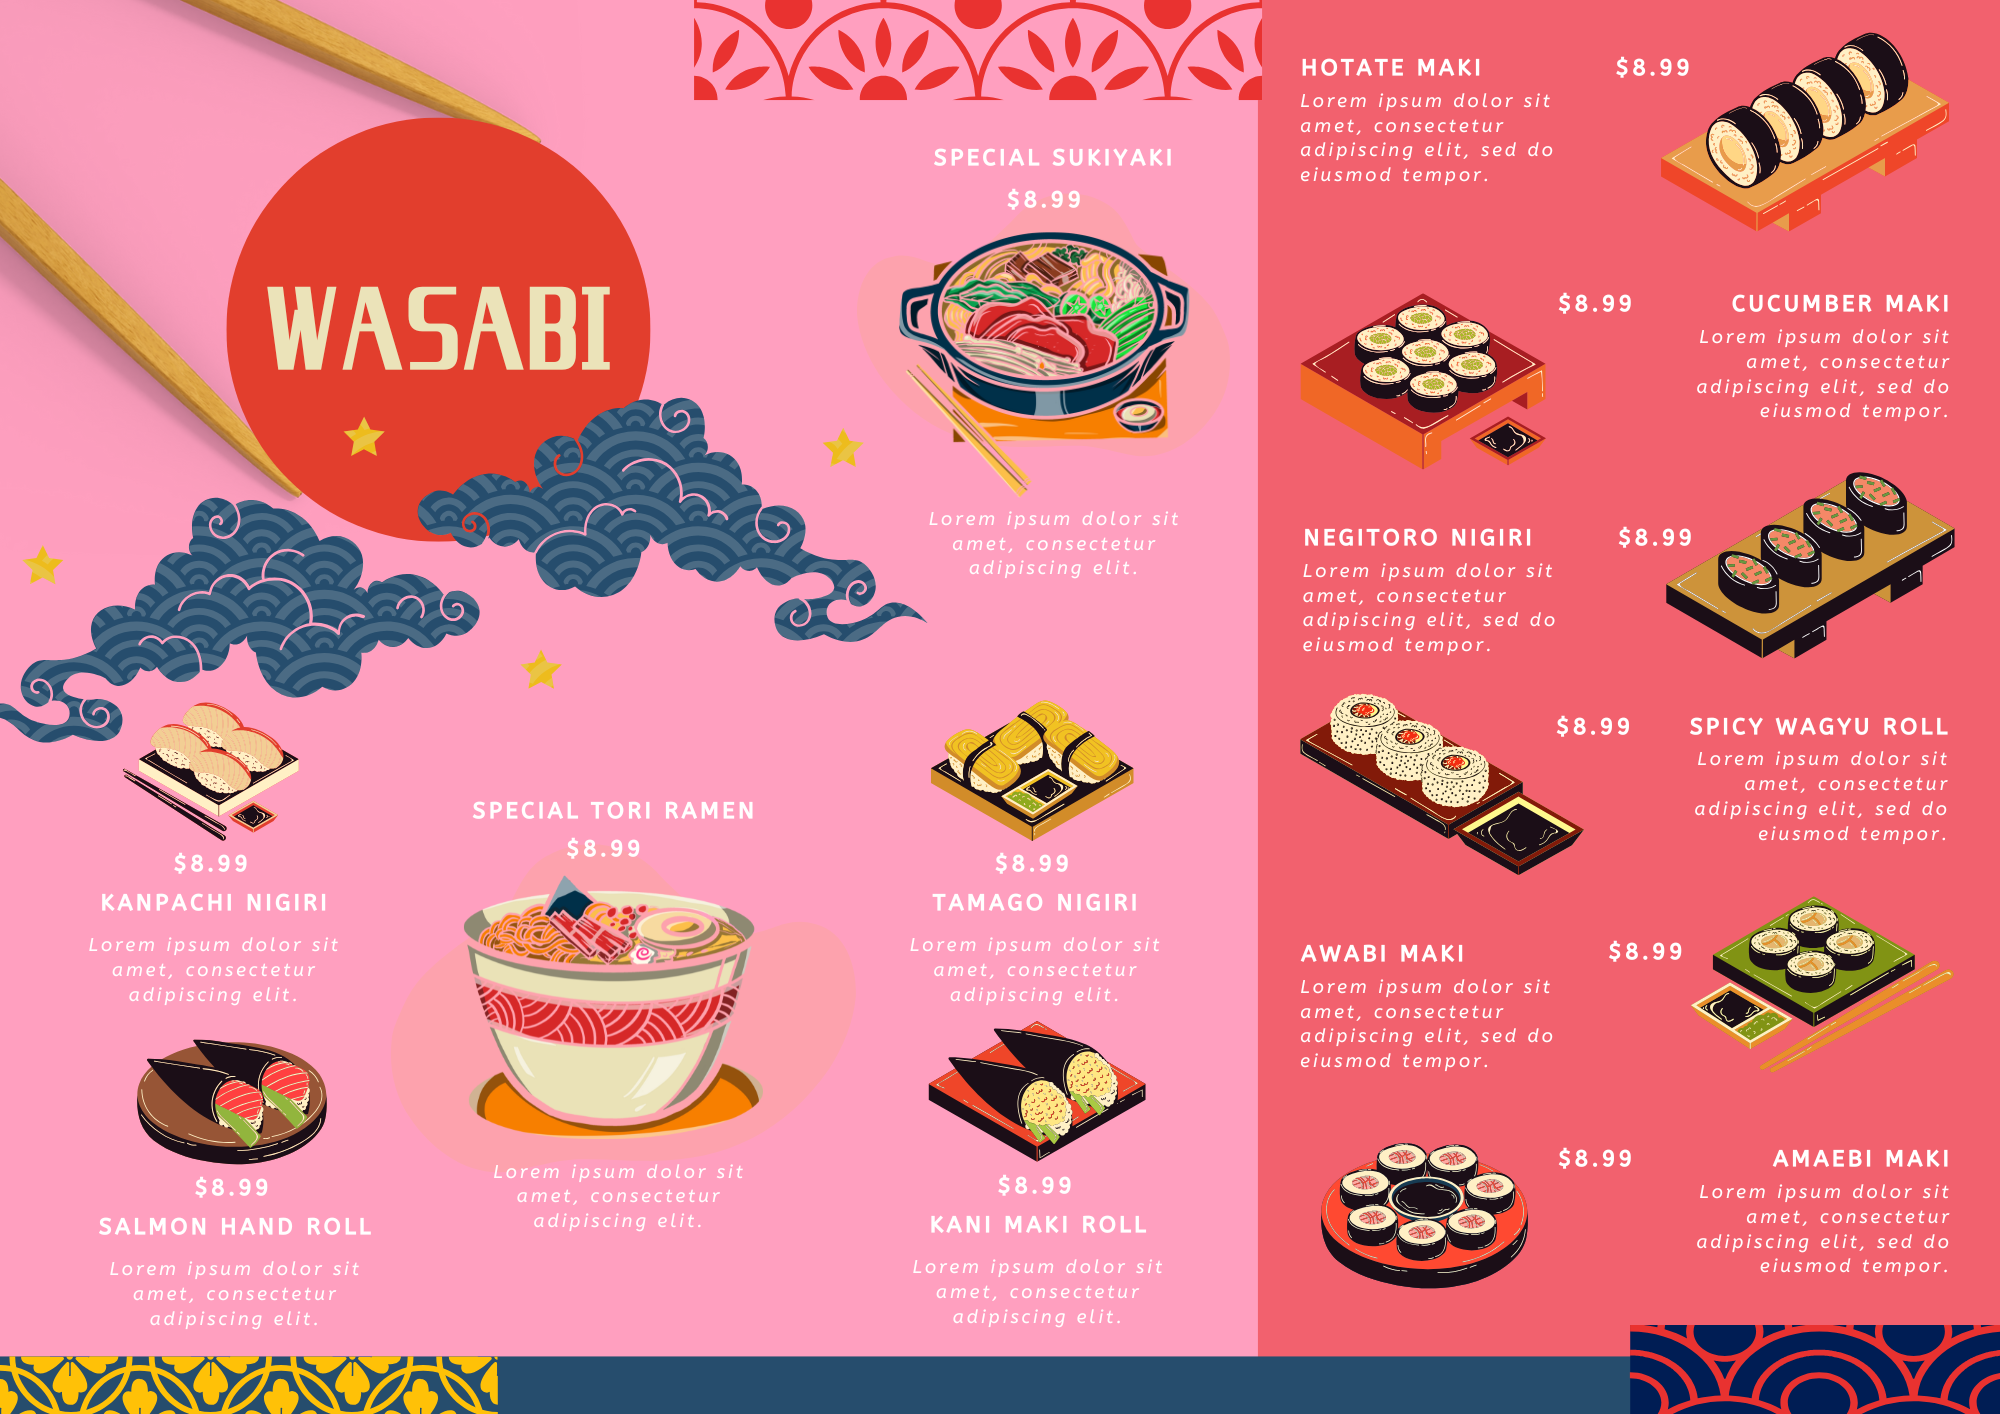 WASABI
SPECIAL SUKIYAKI
$8.99
Lorem ipsum dolor sit
amet, consectetur
adipiscing elit.
$8.99
KANPACHI NIGIRI
Lorem ipsum dolor sit
amet, consectetur
adipiscing elit.
$8.99
SALMON HAND ROLL
Lorem ipsum dolor sit
amet, consectetur
adipiscing elit.
SPECIAL TORI RAMEN
$8.99
Lorem ipsum dolor sit
amet, consectetur
adipiscing elit.
$8.99
TAMAGO NIGIRI
Lorem ipsum dolor sit
amet, consectetur
adipiscing elit.
$8.99
KANI MAKI ROLL
Lorem ipsum dolor sit
amet, consectetur
adipiscing elit.
HOTATE MAKI $8.99
Lorem ipsum dolor sit
amet, consectetur
adipiscing elit, sed do
eiusmod tempor.
$8.99 CUCUMBER MAKI
Lorem ipsum dolor sit
amet, consectetur
adipiscing elit, sed do
eiusmod tempor.
NEGITORO NIGIRI $8.99
Lorem ipsum dolor sit
amet, consectetur
adipiscing elit, sed do
eiusmod tempor.
$8.99 SPICY WAGYU ROLL
Lorem ipsum dolor sit
amet, consectetur
adipiscing elit, sed do
eiusmod tempor.
AWABI MAKI $8.99
Lorem ipsum dolor sit
amet, consectetur
adipiscing elit, sed do
eiusmod tempor.
$8.99 AMAEBI MAKI
Lorem ipsum dolor sit
amet, consectetur
adipiscing elit, sed do
eiusmod tempor.